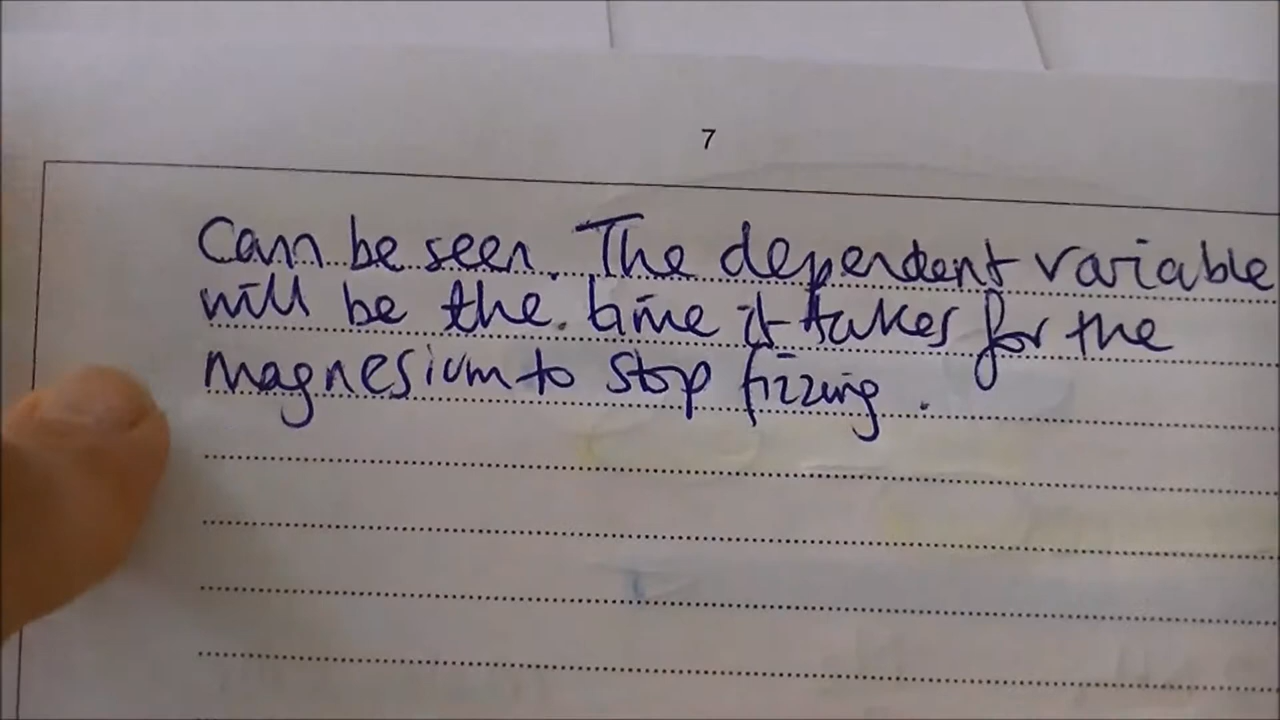 7
Can be seen. The dependent variable
will be the time it takes for the
magnesium to stop fizzing.